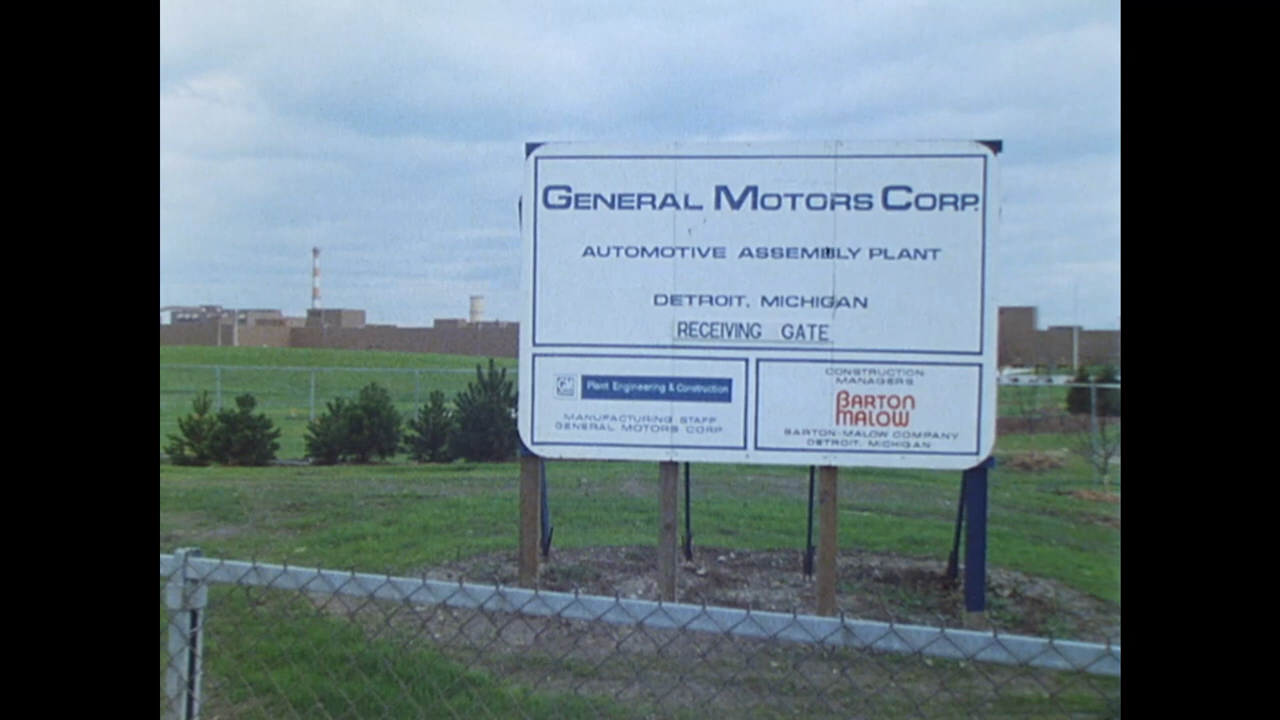 GENERAL MOTORS CORP.
AUTOMOTIVE ASSEMBLY PLANT
DETROIT, MICHIGAN
RECEIVING GATE
GM Plant Engineering & Construction
MANUFACTURING STAFF
GENERAL MOTORS CORP.
CONSTRUCTION
MANAGERS
BARTON
MALOW
BARTON-MALOW COMPANY
DETROIT, MICHIGAN